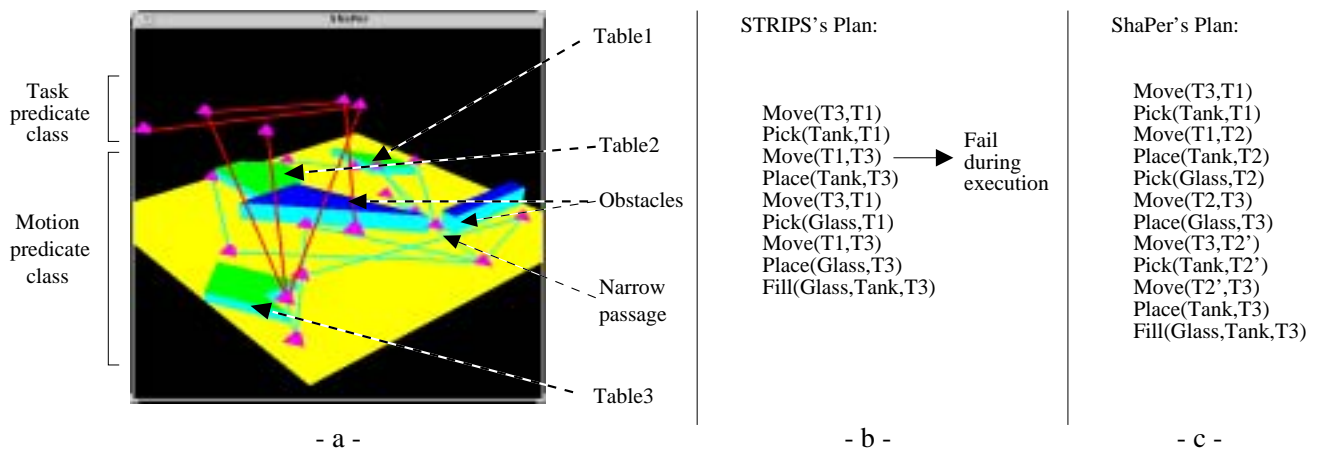 ShaPer
Task
predicate
class
Motion
predicate
class
Table1
Table2
Obstacles
Narrow
passage
Table3
- a -
STRIPS's Plan:
Move(T3,T1)
Pick(Tank,T1)
Move(T1,T3)
Place(Tank,T3)
Move(T3,T1)
Pick(Glass,T1)
Move(T1,T3)
Place(Glass,T3)
Fill(Glass,Tank,T3)
Fail
during
execution
- b -
ShaPer's Plan:
Move(T3,T1)
Pick(Tank,T1)
Move(T1,T2)
Place(Tank,T2)
Pick(Glass,T2)
Move(T2,T3)
Place(Glass,T3)
Move(T3,T2')
Pick(Tank,T2')
Move(T2',T3)
Place(Tank,T3)
Fill(Glass,Tank,T3)
- c -